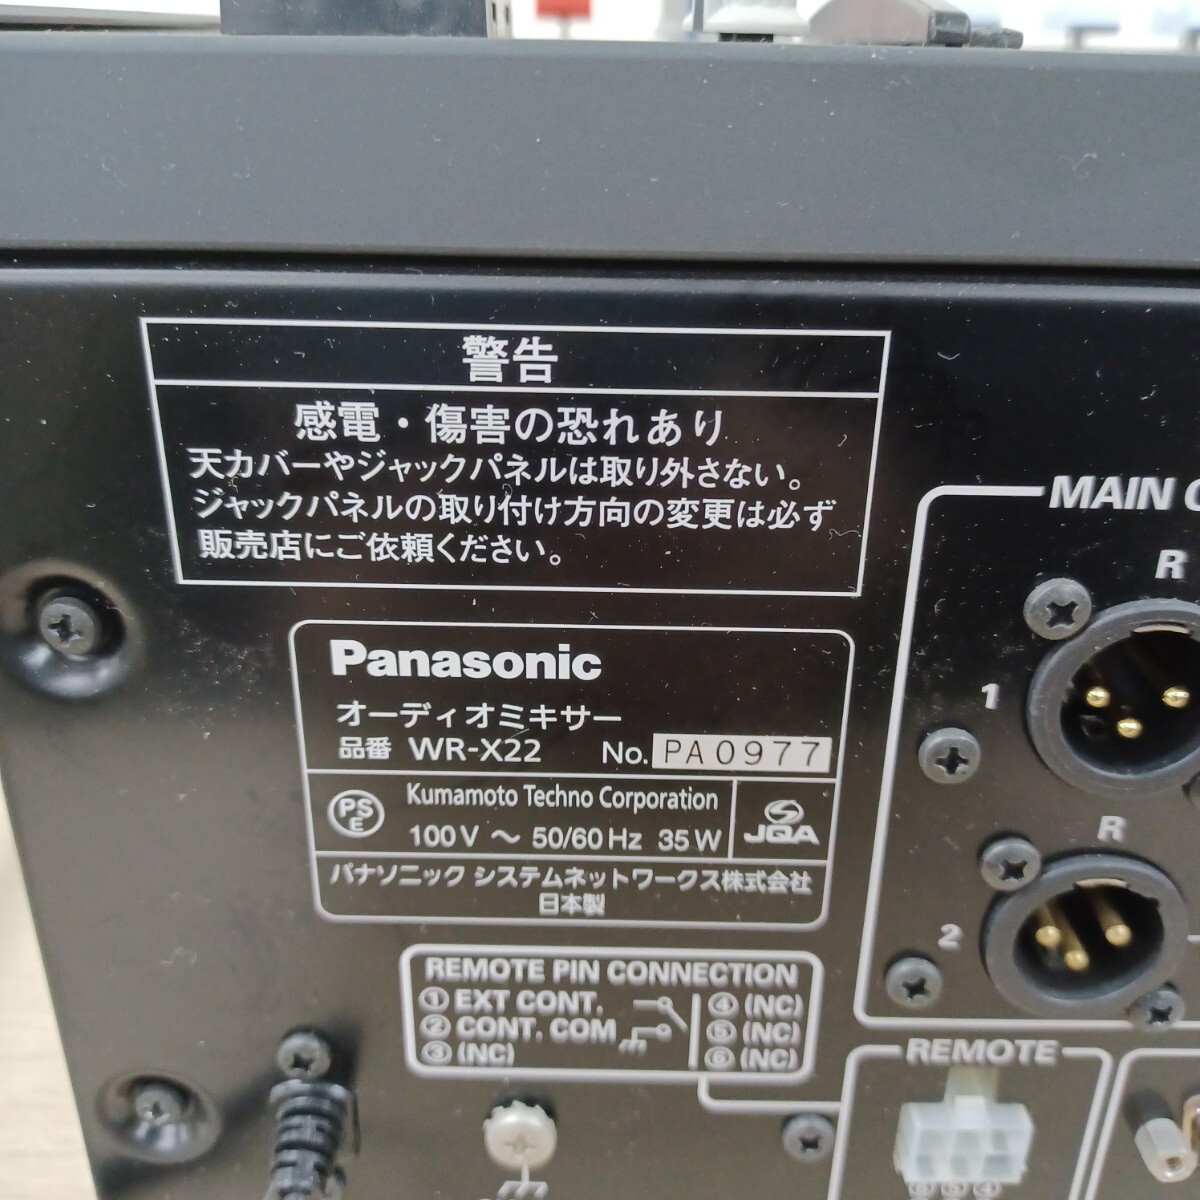 警告
感電・傷害の恐れあり
天カバーやジャックパネルは取り外さない。
ジャックパネルの取り付け方向の変更は必ず
販売店にご依頼ください。
Panasonic
オーディオミキサー
品番 WR-X22 No. PA0977
PSE
Kumamoto Techno Corporation
100V ～ 50/60Hz 35W
JQA
パナソニック システムネットワークス株式会社
日本製
MAIN
R
1
R
2
REMOTE PIN CONNECTION
① EXT CONT.
② CONT. COM
③ (NC)
④ (NC)
⑤ (NC)
⑥ (NC)
REMOTE
⑥⑤④